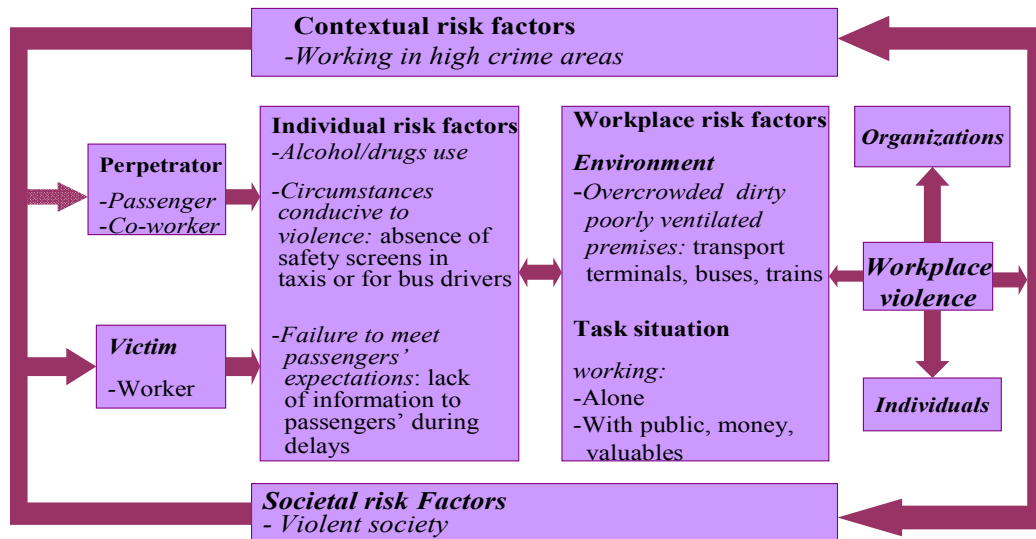 Contextual risk factors
-Working in high crime areas
Perpetrator
-Passenger
-Co-worker
Victim
-Worker
Individual risk factors
-Alcohol/drugs use
-Circumstances
conducive to
violence: absence of
safety screens in
taxis or for bus drivers
-Failure to meet
passengers’
expectations: lack
of information to
passengers’ during
delays
Workplace risk factors
Environment
-Overcrowded dirty
poorly ventilated
premises: transport
terminals, buses, trains
Task situation
working:
-Alone
-With public, money,
valuables
Organizations
Workplace
violence
Individuals
Societal risk Factors
- Violent society